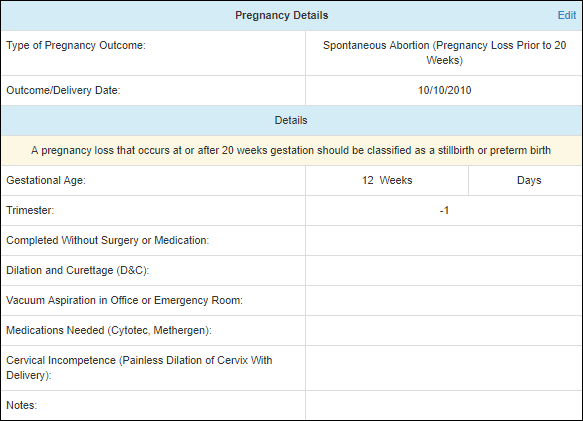 Pregnancy Details Edit
Type of Pregnancy Outcome: Spontaneous Abortion (Pregnancy Loss Prior to 20
Weeks)
Outcome/Delivery Date: 10/10/2010
Details
A pregnancy loss that occurs at or after 20 weeks gestation should be classified as a stillbirth or preterm birth
Gestational Age: 12 Weeks Days
Trimester: -1
Completed Without Surgery or Medication:
Dilation and Curettage (D&C):
Vacuum Aspiration in Office or Emergency Room:
Medications Needed (Cytotec, Methergen):
Cervical Incompetence (Painless Dilation of Cervix With
Delivery):
Notes: